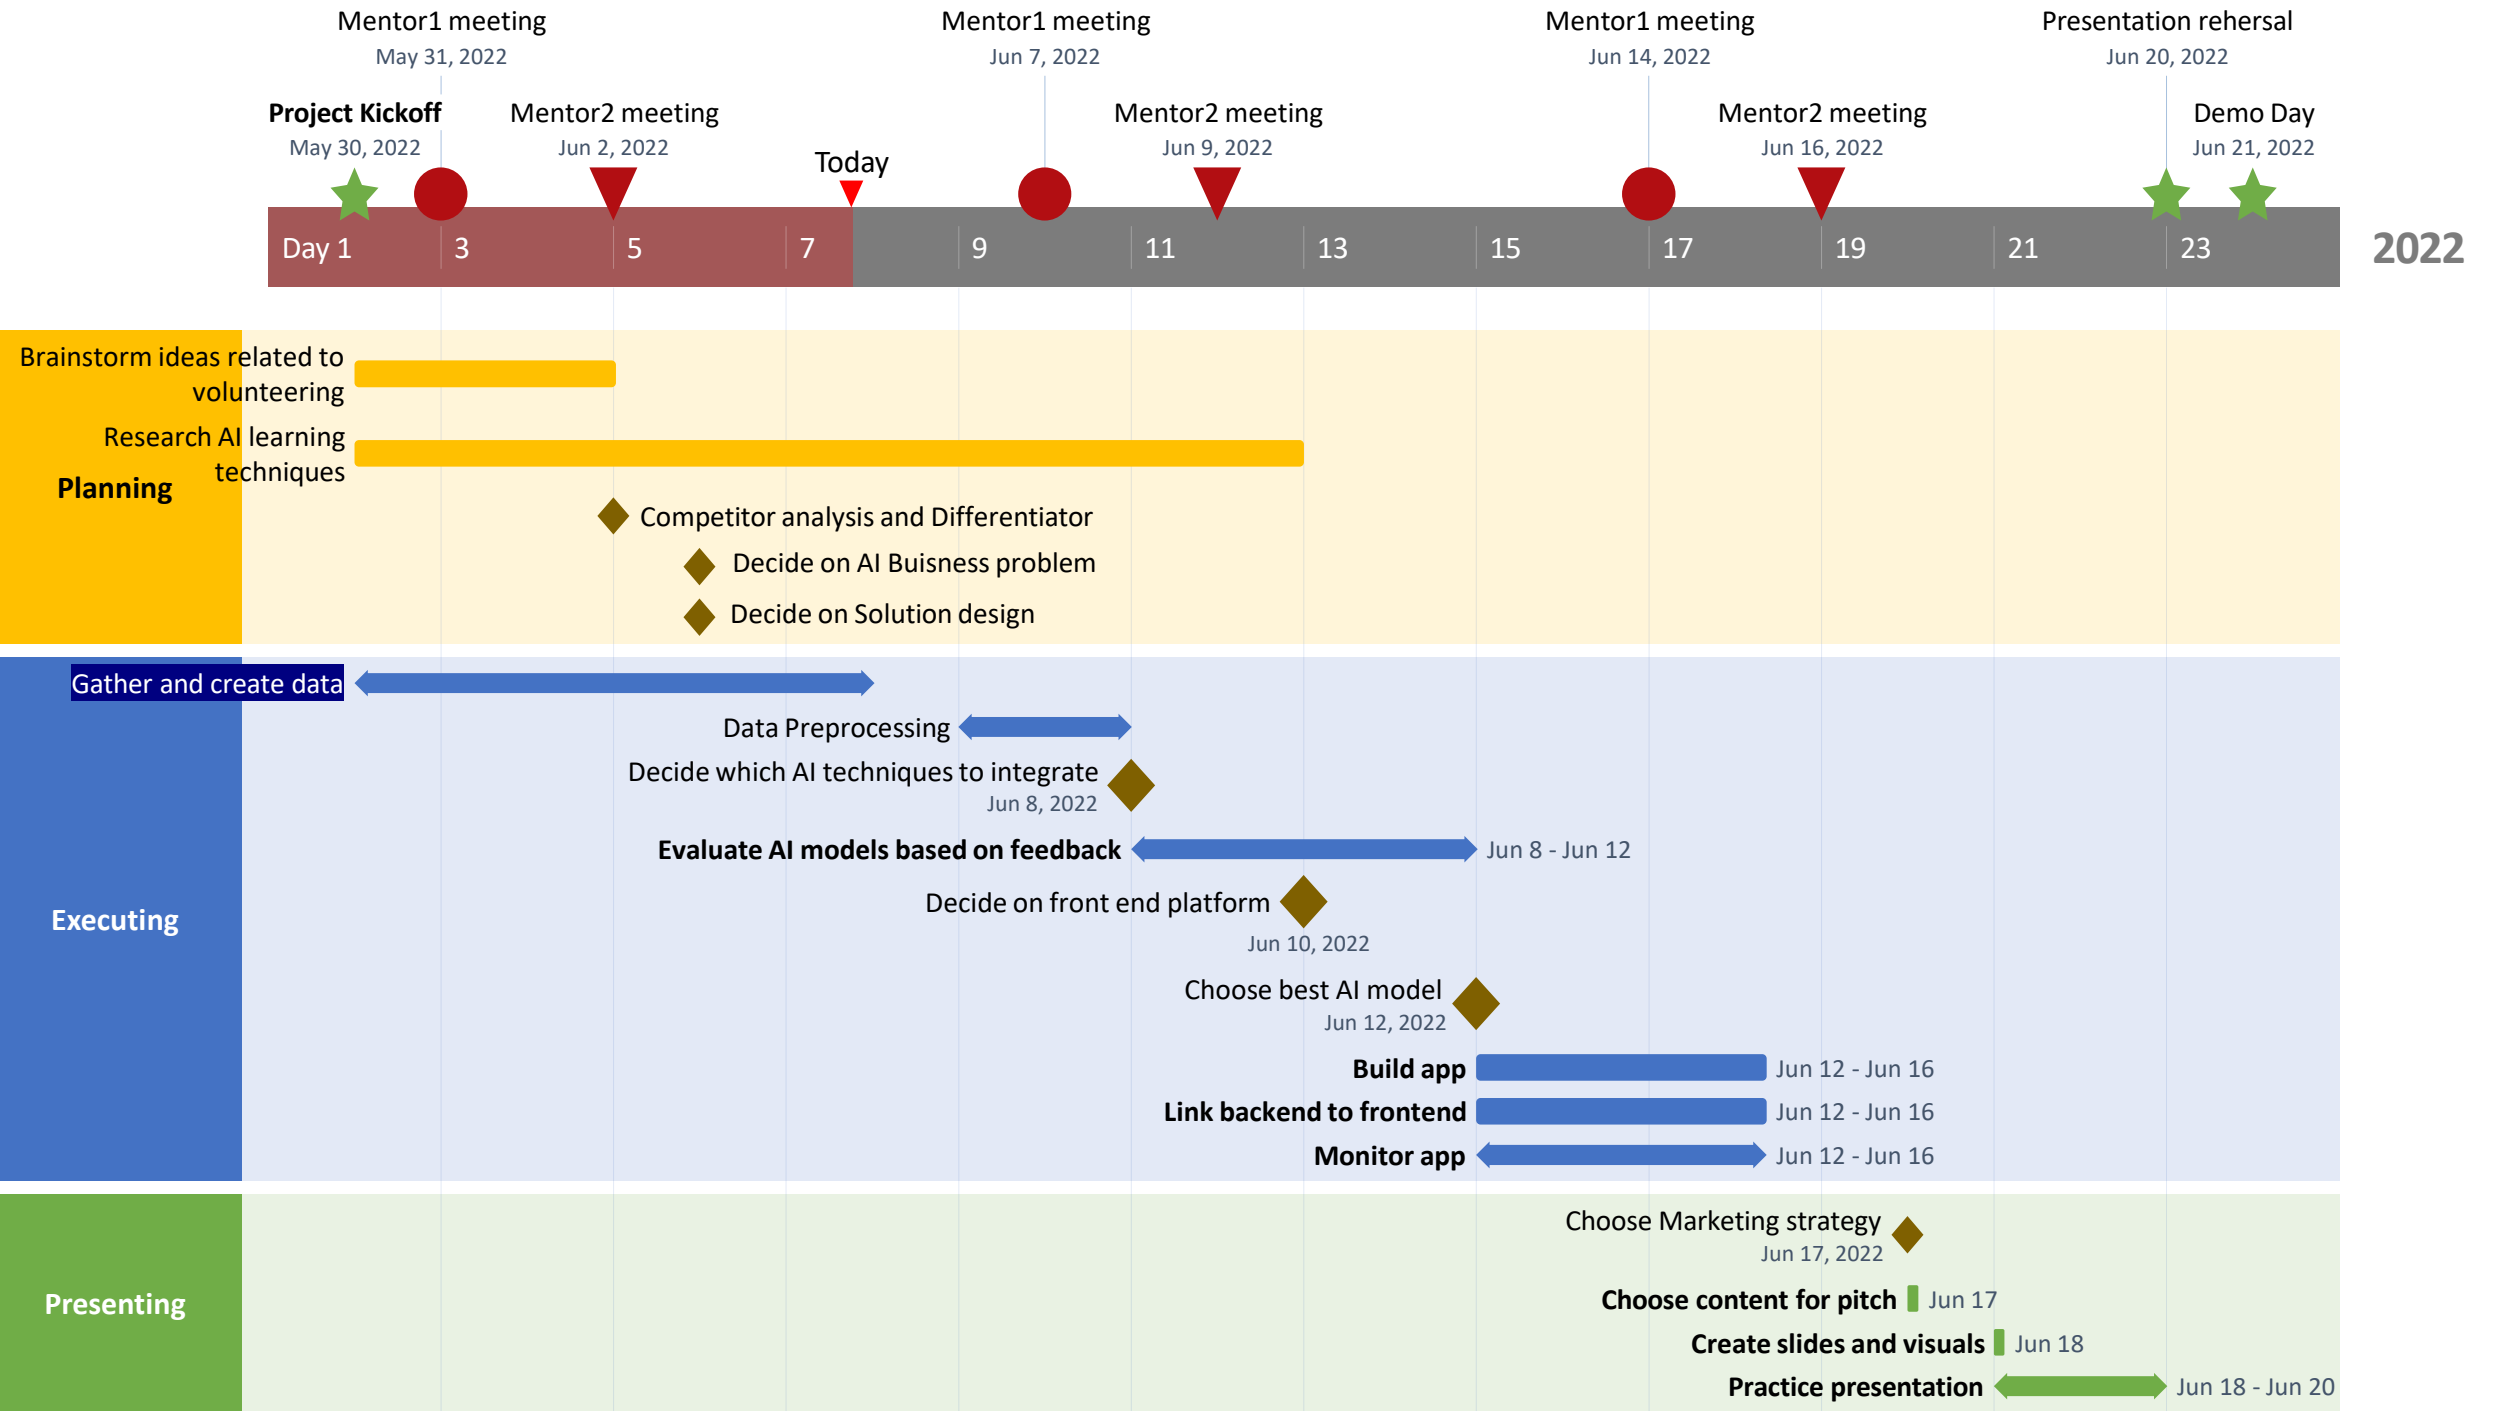 Mentor1 meeting
May 31, 2022
Mentor1 meeting
Jun 7, 2022
Mentor1 meeting
Jun 14, 2022
Presentation rehersal
Jun 20, 2022
Project Kickoff
May 30, 2022
Mentor2 meeting
Jun 2, 2022
Today
Mentor2 meeting
Jun 9, 2022
Mentor2 meeting
Jun 16, 2022
Demo Day
Jun 21, 2022
Day 1 3 5 7 9 11 13 15 17 19 21 23
2022
Planning
Brainstorm ideas related to
volunteering
Research AI learning
techniques
Competitor analysis and Differentiator
Decide on AI Buisness problem
Decide on Solution design
Executing
Gather and create data
Data Preprocessing
Decide which AI techniques to integrate
Jun 8, 2022
Evaluate AI models based on feedback Jun 8 - Jun 12
Decide on front end platform
Jun 10, 2022
Choose best AI model
Jun 12, 2022
Build app Jun 12 - Jun 16
Link backend to frontend Jun 12 - Jun 16
Monitor app Jun 12 - Jun 16
Presenting
Choose Marketing strategy
Jun 17, 2022
Choose content for pitch Jun 17
Create slides and visuals Jun 18
Practice presentation Jun 18 - Jun 20